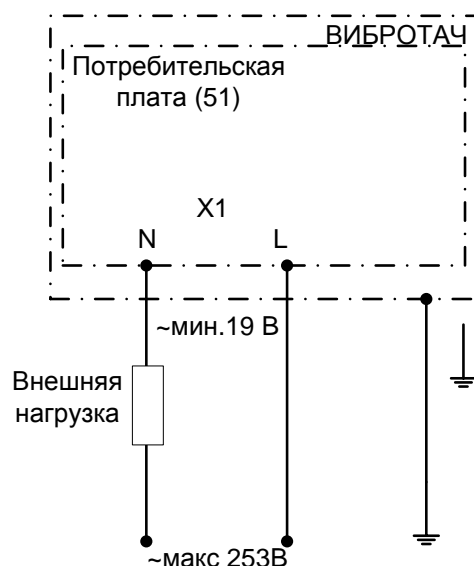 ВИБРОТАЧ
Потребительская
плата (51)
X1
N L
~мин.19 В
Внешняя
нагрузка
~макс 253В